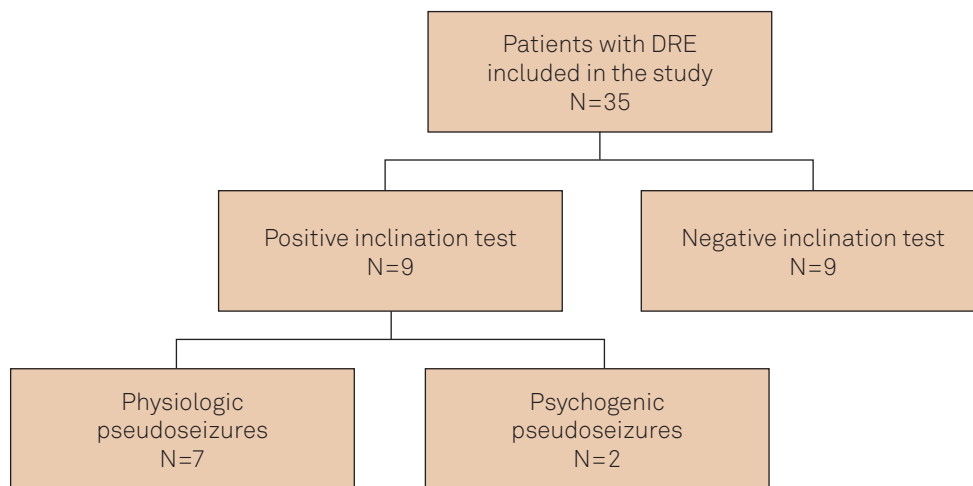 Patients with DRE
included in the study
N=35
Positive inclination test
N=9
Negative inclination test
N=9
Physiologic
pseudoseizures
N=7
Psychogenic
pseudoseizures
N=2